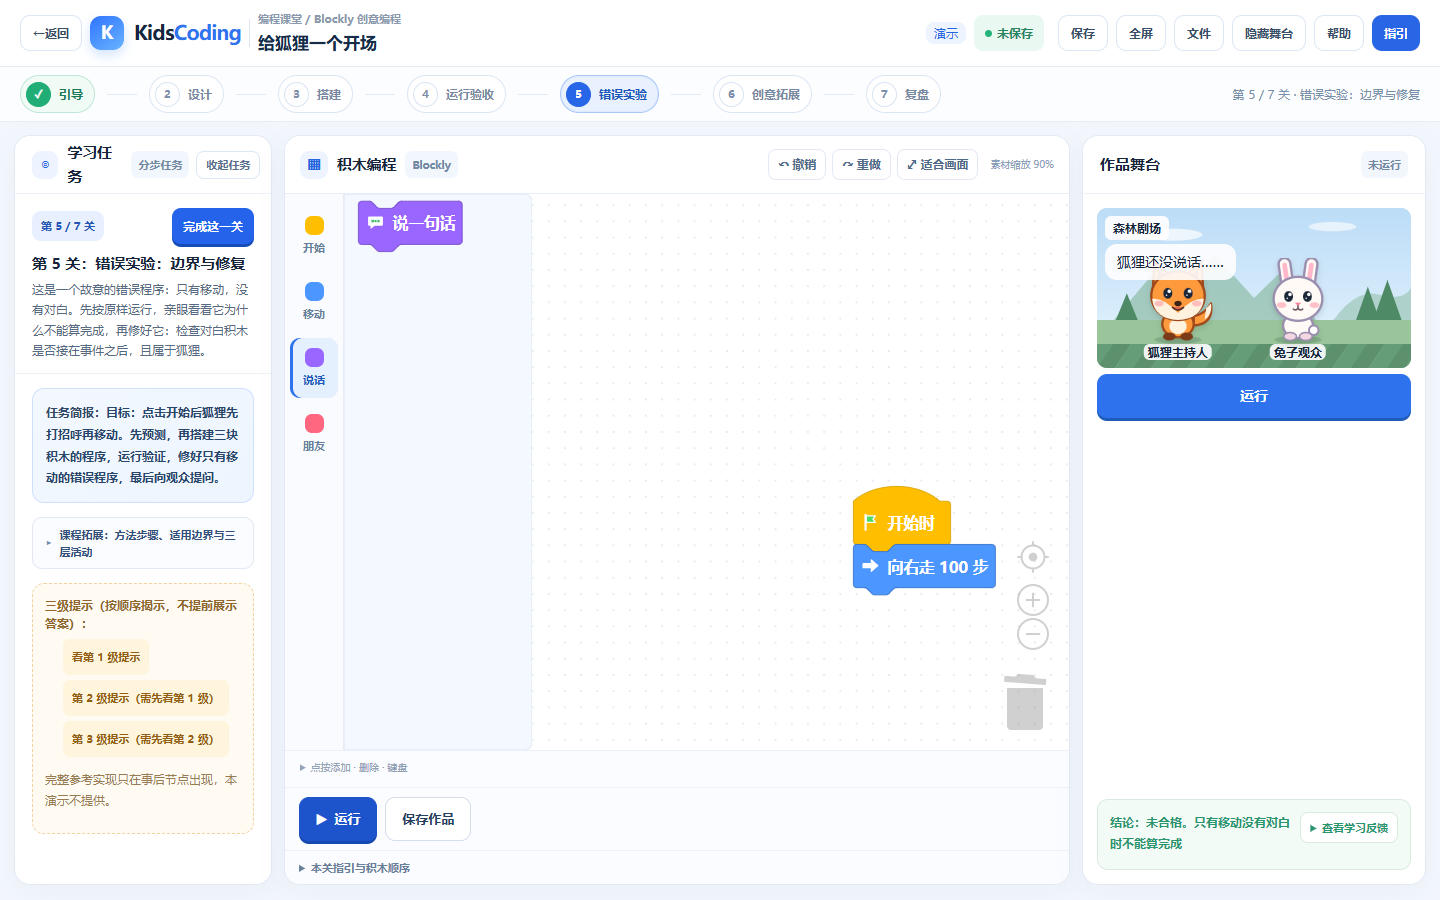 ←返回
K
KidsCoding
编程课堂 / Blockly 创意编程
给狐狸一个开场
演示
未保存
保存
全屏
文件
隐藏舞台
帮助
指引
✓ 引导
2 设计
3 搭建
4 运行验收
5 错误实验
6 创意拓展
7 复盘
第 5 / 7 关 · 错误实验：边界与修复
学习任务
分步任务
收起任务
第 5 / 7 关
完成这一关
第 5 关：错误实验：边界与修复
这是一个故意的错误程序：只有移动，没
有对白。先按原样运行，亲眼看看它为什
么不能算完成，再修好它：检查对白积木
是否接在事件之后，且属于狐狸。
任务简报：目标：点击开始后狐狸先
打招呼再移动。先预测，再搭建三块
积木的程序，运行验证，修好只有移
动的错误程序，最后向观众提问。
▸ 课程拓展：方法步骤、适用边界与三
层活动
三级提示（按顺序揭示，不提前展示
答案）：
看第 1 级提示
第 2 级提示（需先看第 1 级）
第 3 级提示（需先看第 2 级）
完整参考实现只在事后节点出现，本
演示不提供。
积木编程
Blockly
↶ 撤销
↷ 重做
⤢ 适合画面
素材缩放 90%
开始
移动
说话
朋友
说一句话
开始时
向右走 100 步
▶ 点按添加 · 删除 · 键盘
▶ 运行
保存作品
▶ 本关指引与积木顺序
作品舞台
未运行
森林剧场
狐狸还没说话……
狐狸主持人
兔子观众
运行
结论：未合格。只有移动没有对白
时不能算完成
▶ 查看学习反馈